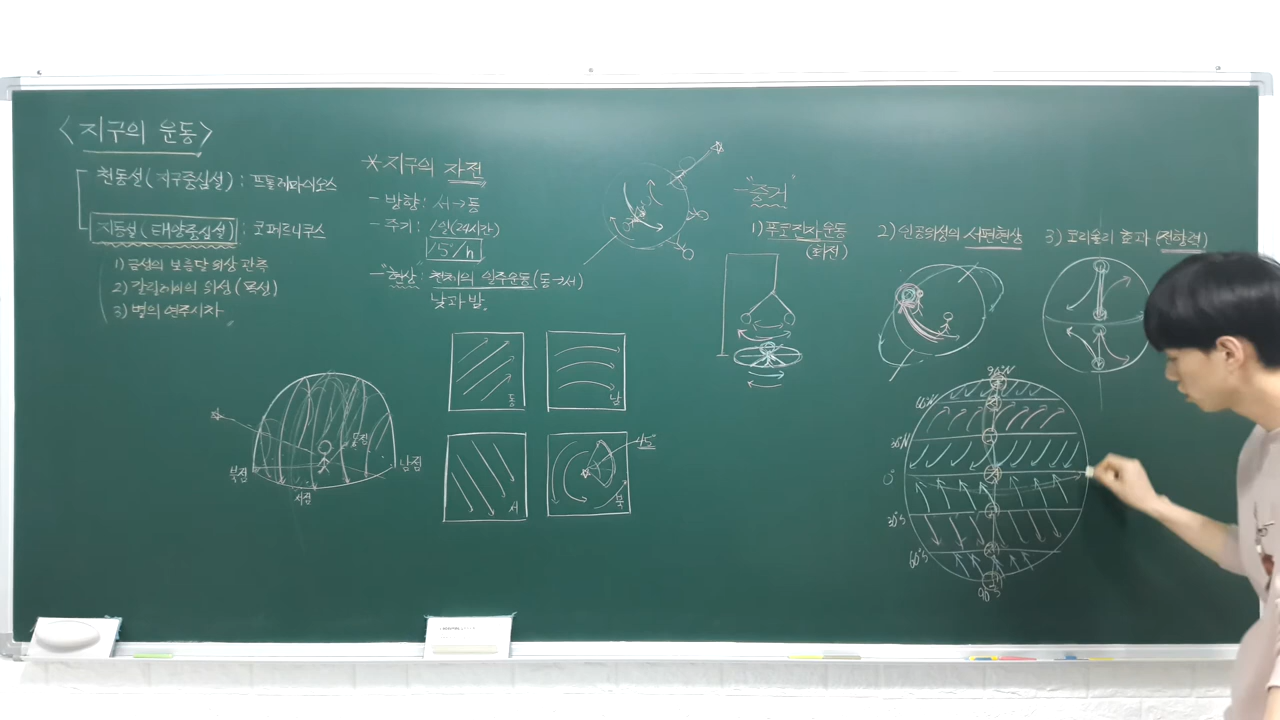 <지구의 운동>
천동설(지구중심설) : 프톨레마이오스
지동설(태양중심설) : 코페르니쿠스
1) 금성의 보름달 위상 관측
2) 갈릴레이의 위성(목성)
3) 별의 연주시차
*지구의 자전
- 방향: 서→동
- 주기: 1일(24시간)
15°/h
- "현상: 천체의 일주운동(동→서)
낮과 밤.
동
남
서
북
45°
북점
서점
동점
남점
- "증거"
1) 푸코진자운동
(회전)
2) 인공위성의 서편현상
3) 코리올리 효과 (전향력)
90°N
60°N
30°N
0°
30°S
60°S
90°S